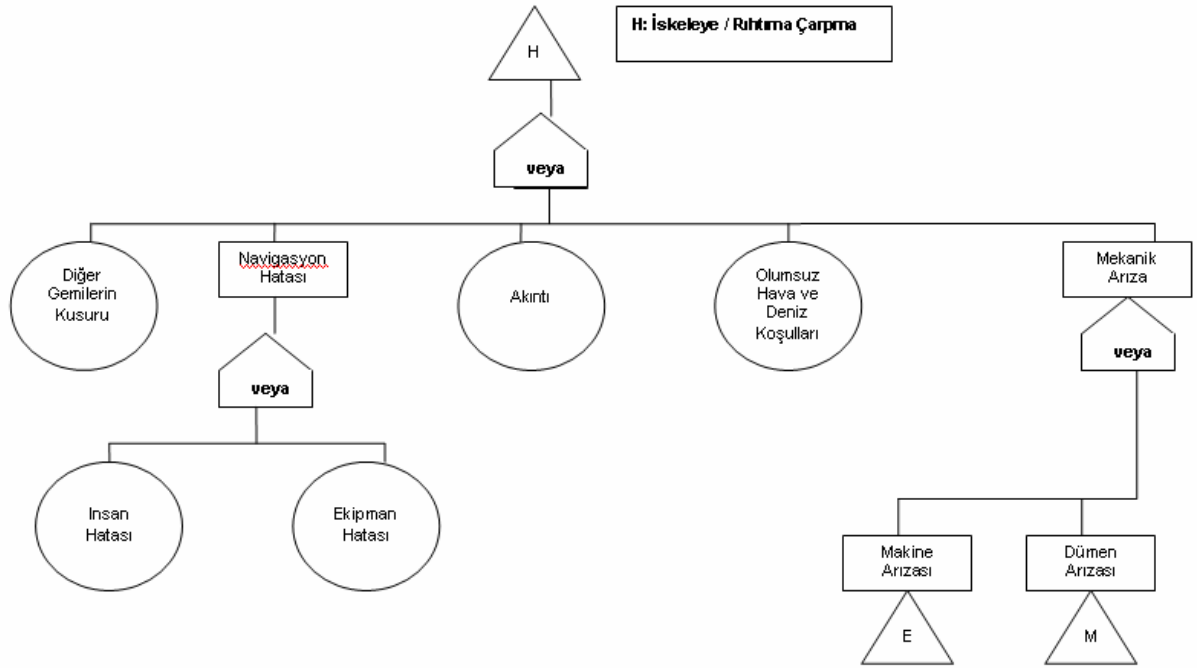 H
H: İskeleye / Rıhtıma Çarpma
veya
Diğer
Gemilerin
Kusuru
Navigasyon
Hatası
Akıntı
Olumsuz
Hava ve
Deniz
Koşulları
Mekanik
Arıza
veya
veya
Insan
Hatası
Ekipman
Hatası
Makine
Arızası
Dümen
Arızası
E
M